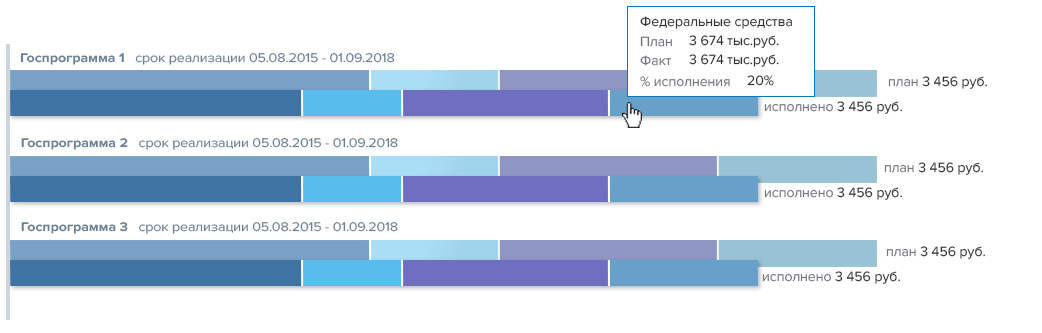 Федеральные средства
План 3 674 тыс.руб.
Факт 3 674 тыс.руб.
% исполнения 20%
Госпрограмма 1 срок реализации 05.08.2015 - 01.09.2018
план 3 456 руб.
исполнено 3 456 руб.
Госпрограмма 2 срок реализации 05.08.2015 - 01.09.2018
план 3 456 руб.
исполнено 3 456 руб.
Госпрограмма 3 срок реализации 05.08.2015 - 01.09.2018
план 3 456 руб.
исполнено 3 456 руб.